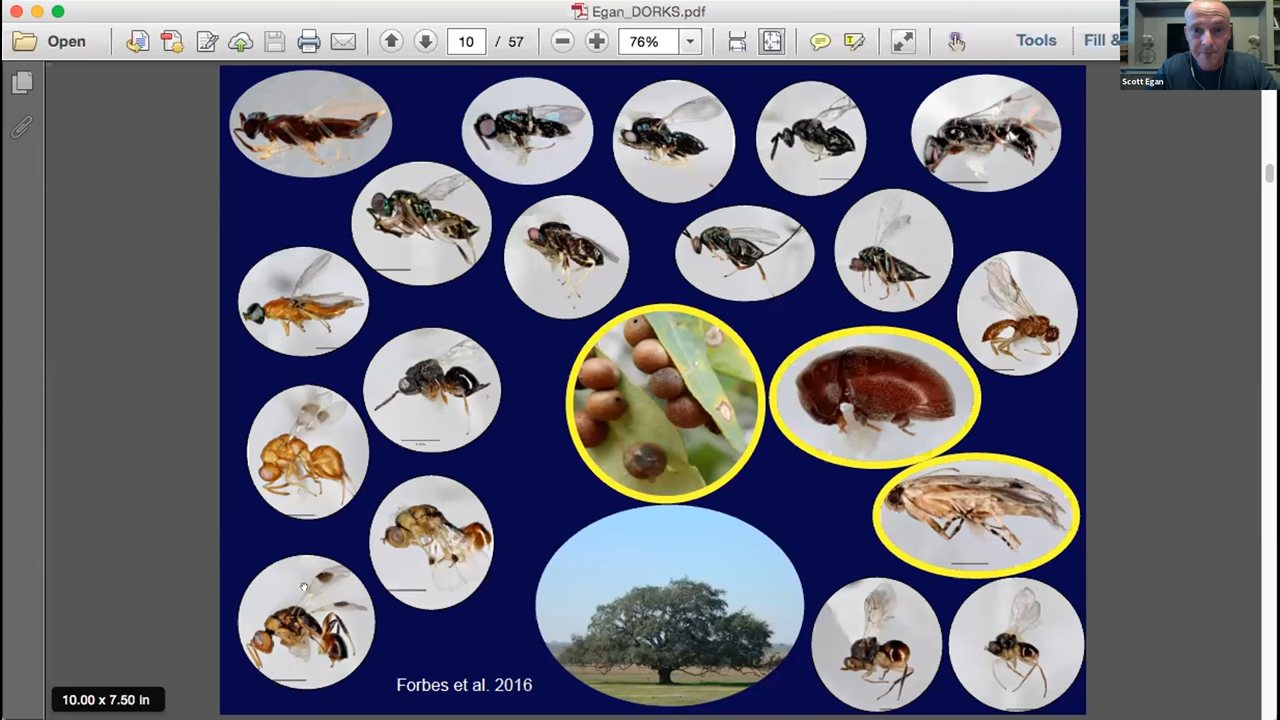 Egan_DORKS.pdf
Open
10 / 57
76%
Tools
Fill &
Scott Egan
Forbes et al. 2016
10.00 x 7.50 in